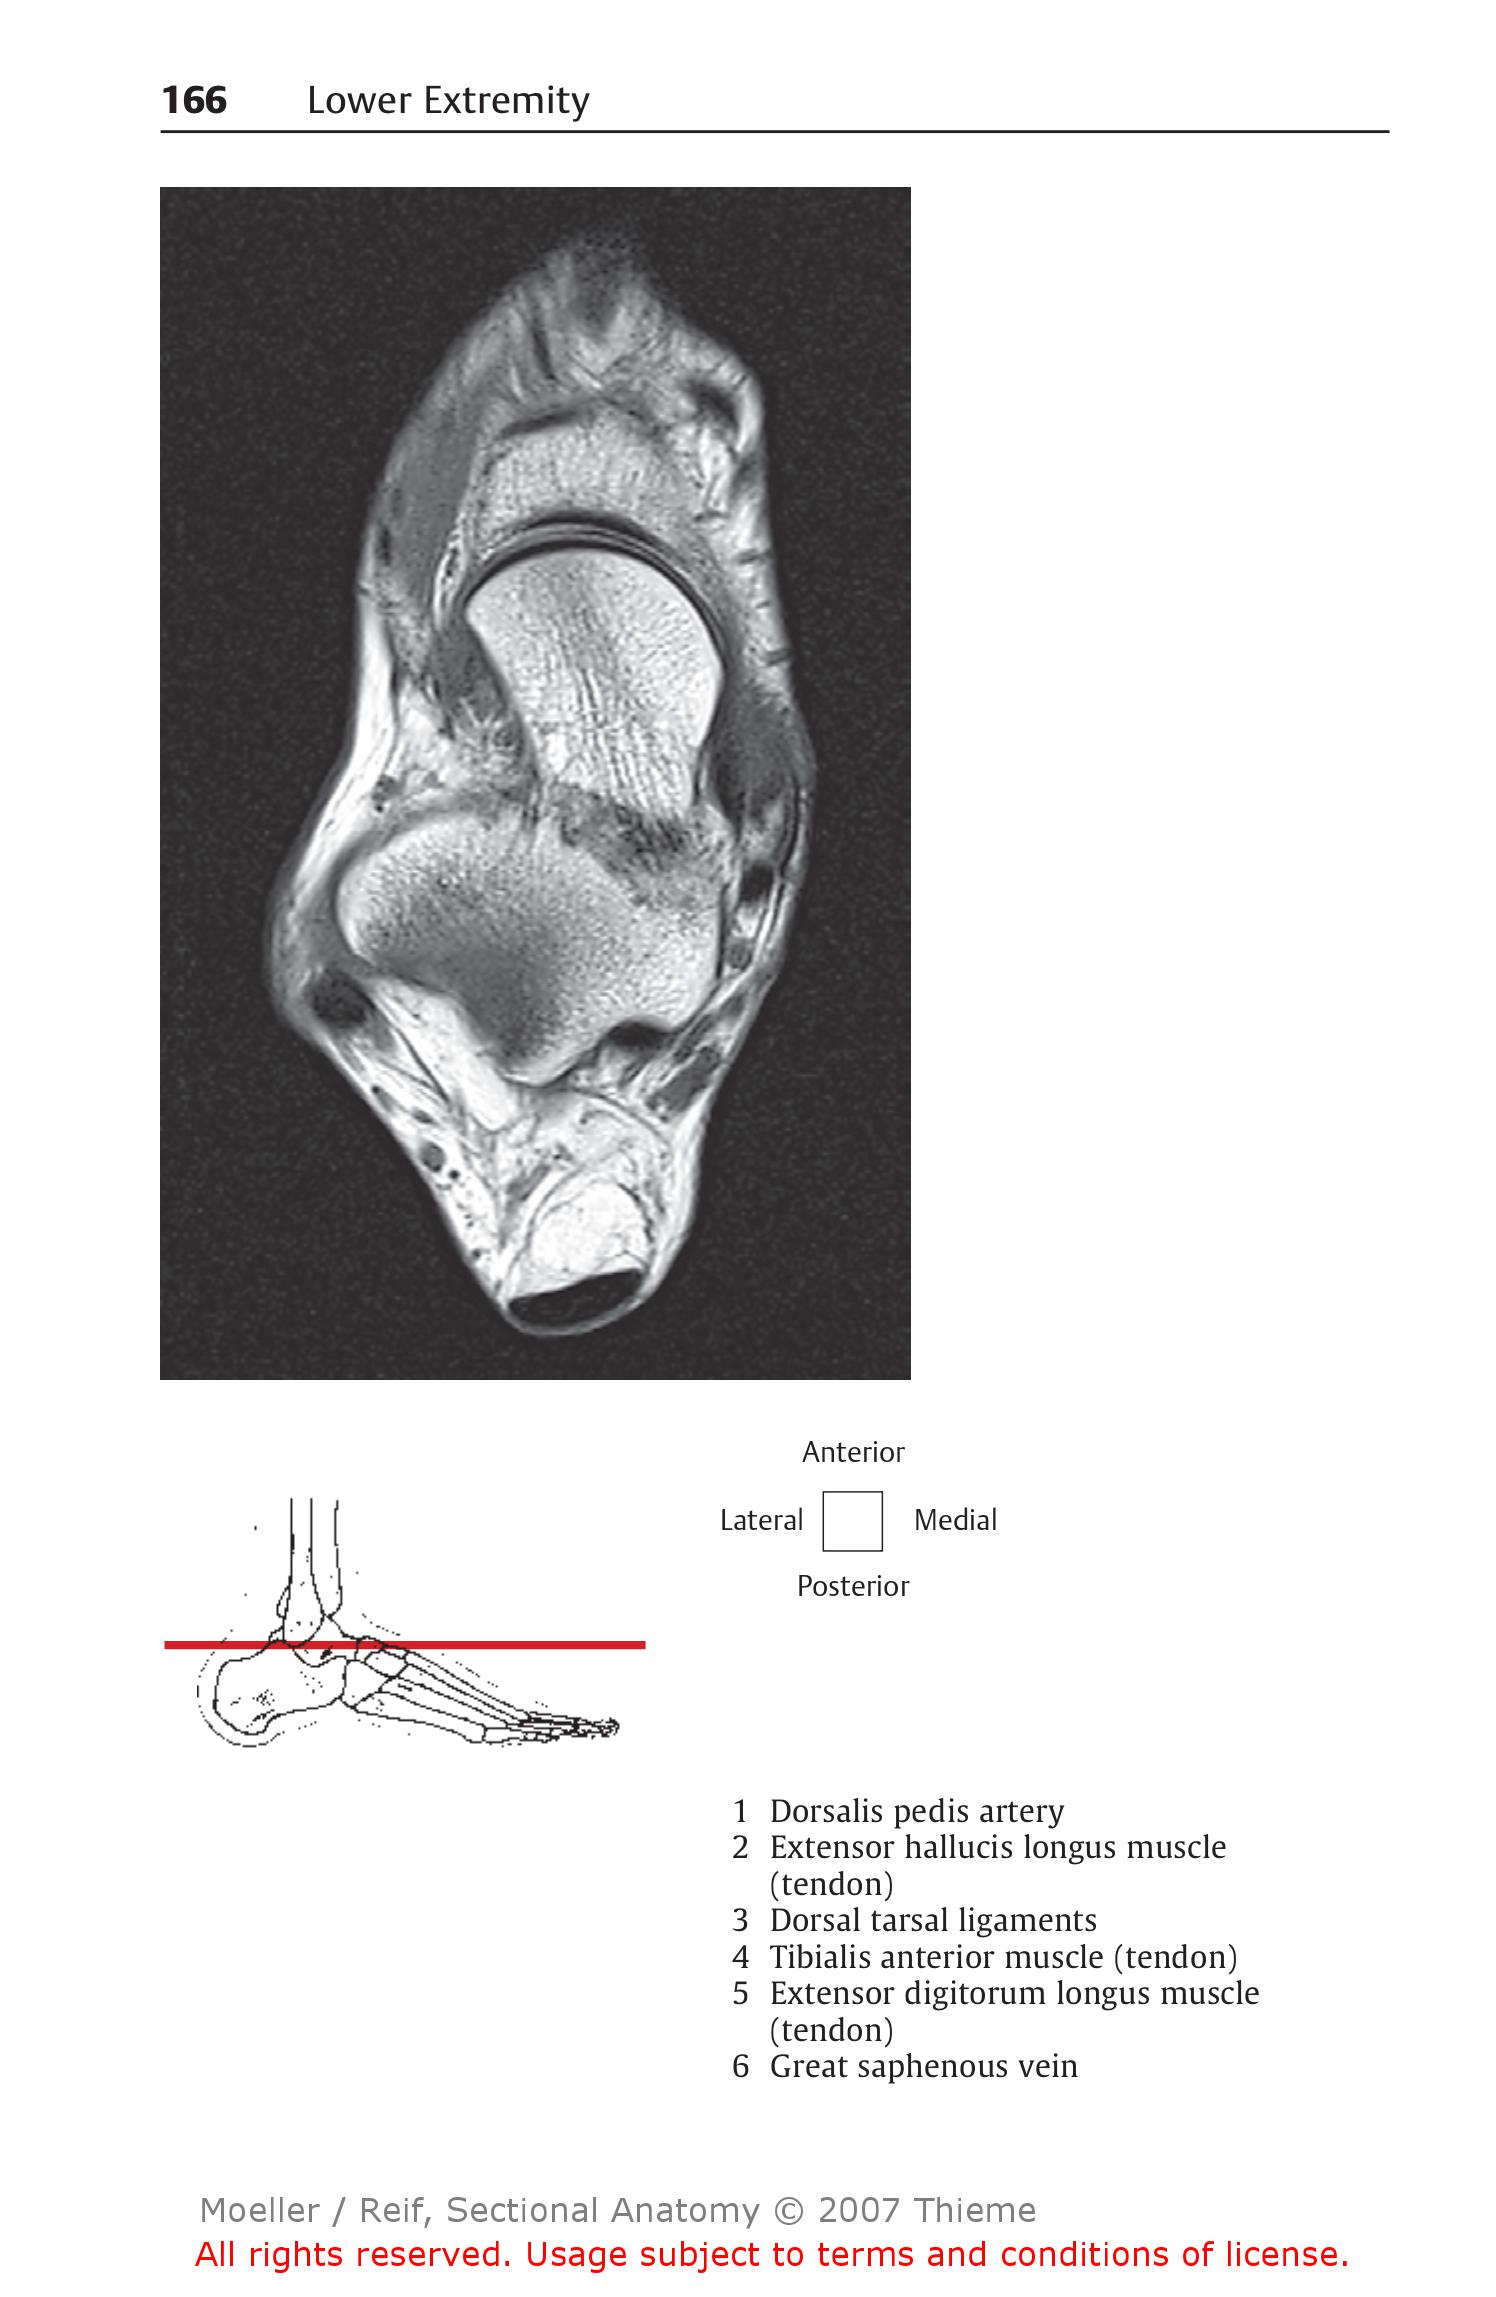 166 Lower Extremity
Anterior
Lateral Medial
Posterior
1 Dorsalis pedis artery
2 Extensor hallucis longus muscle
(tendon)
3 Dorsal tarsal ligaments
4 Tibialis anterior muscle (tendon)
5 Extensor digitorum longus muscle
(tendon)
6 Great saphenous vein
Moeller / Reif, Sectional Anatomy © 2007 Thieme
All rights reserved. Usage subject to terms and conditions of license.